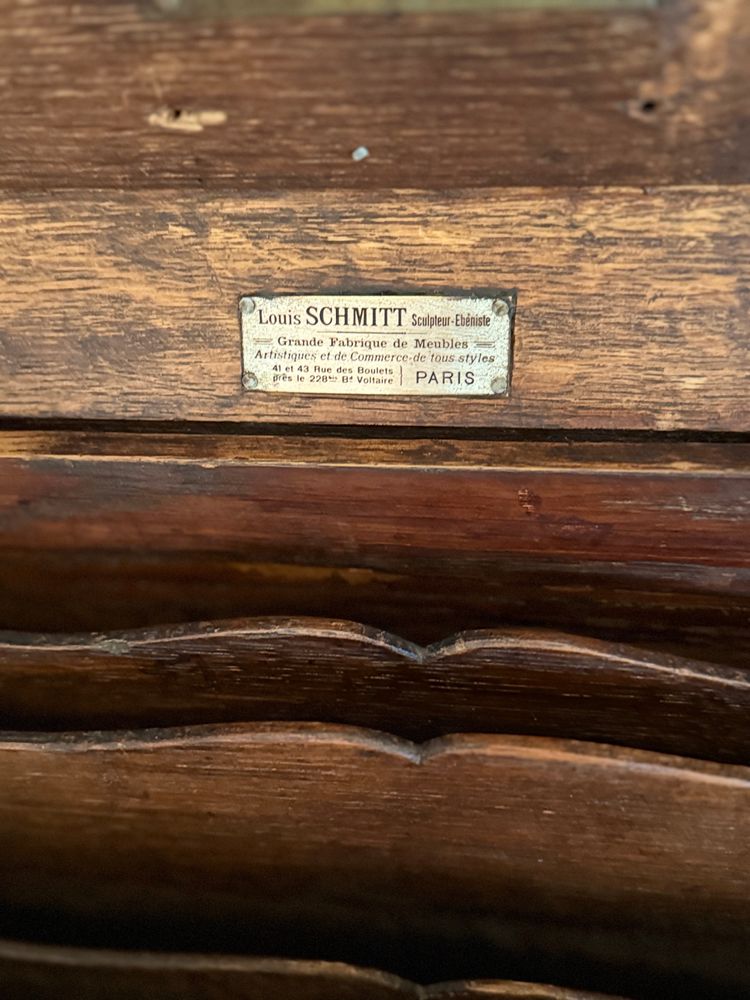 Louis SCHMITT Sculpteur-Ebéniste
Grande Fabrique de Meubles
Artistiques et de Commerce-de tous styles
41 et 43 Rue des Boulets
près le 228 Bd Voltaire
PARIS